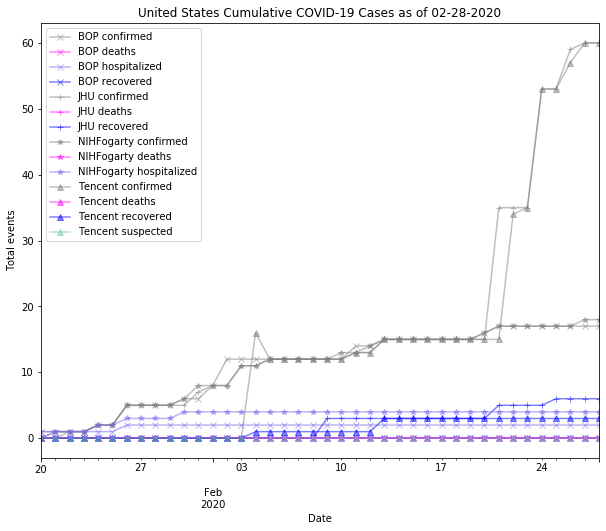 United States Cumulative COVID-19 Cases as of 02-28-2020
60
50
40
30
20
10
0
Total events
BOP confirmed
BOP deaths
BOP hospitalized
BOP recovered
JHU confirmed
JHU deaths
JHU recovered
NIHFogarty confirmed
NIHFogarty deaths
NIHFogarty hospitalized
Tencent confirmed
Tencent deaths
Tencent recovered
Tencent suspected
20 27 03 10 17 24
Feb
2020
Date